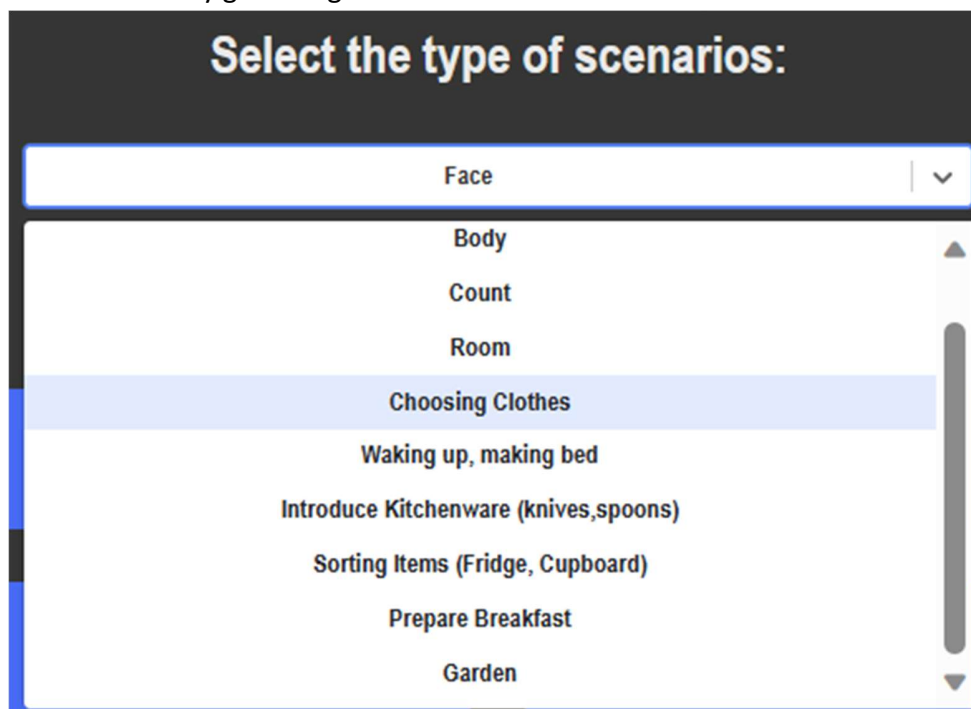 Select the type of scenarios:
Face
Body
Count
Room
Choosing Clothes
Waking up, making bed
Introduce Kitchenware (knives,spoons)
Sorting Items (Fridge, Cupboard)
Prepare Breakfast
Garden